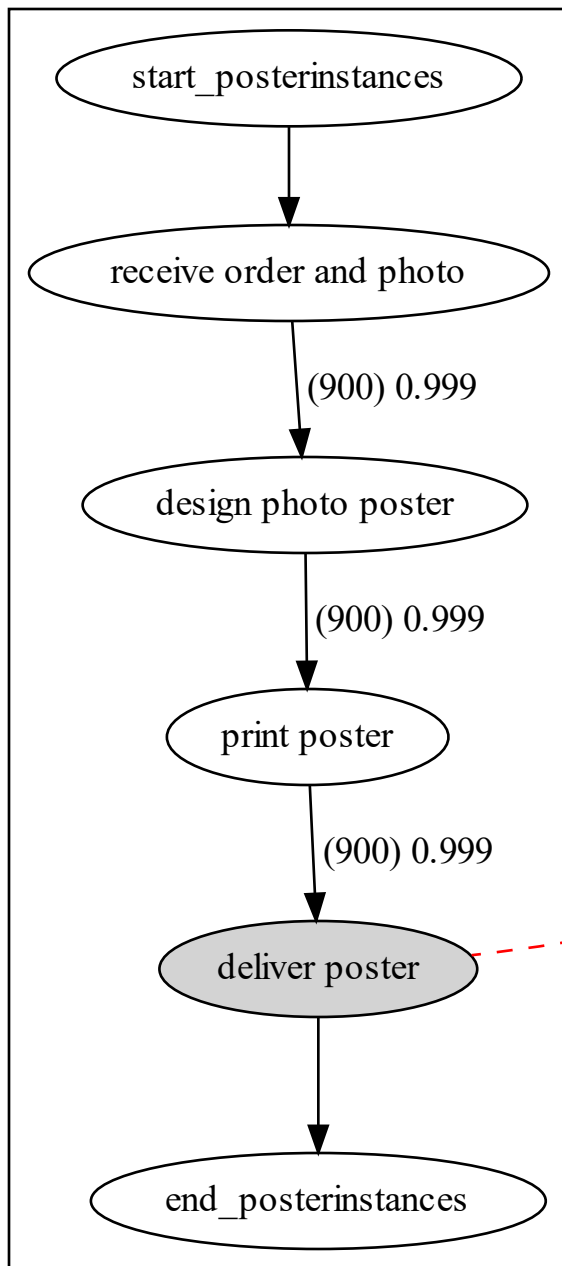 start_posterinstances
receive order and photo
(900) 0.999
design photo poster
(900) 0.999
print poster
(900) 0.999
deliver poster
end_posterinstances